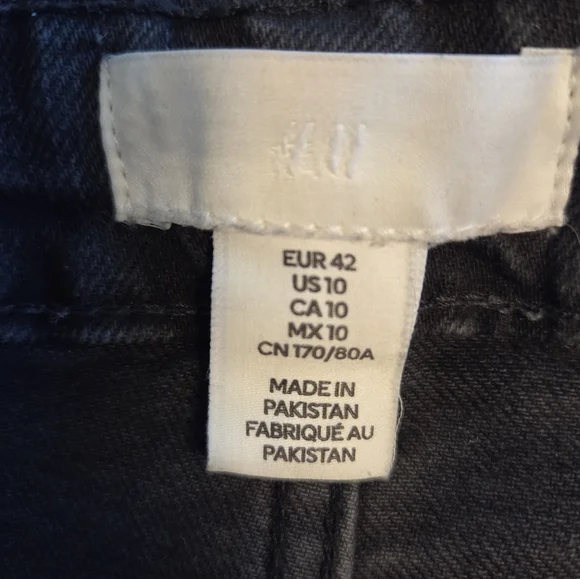 H&M
EUR 42
US 10
CA 10
MX 10
CN 170/80A
MADE IN
PAKISTAN
FABRIQUÉ AU
PAKISTAN